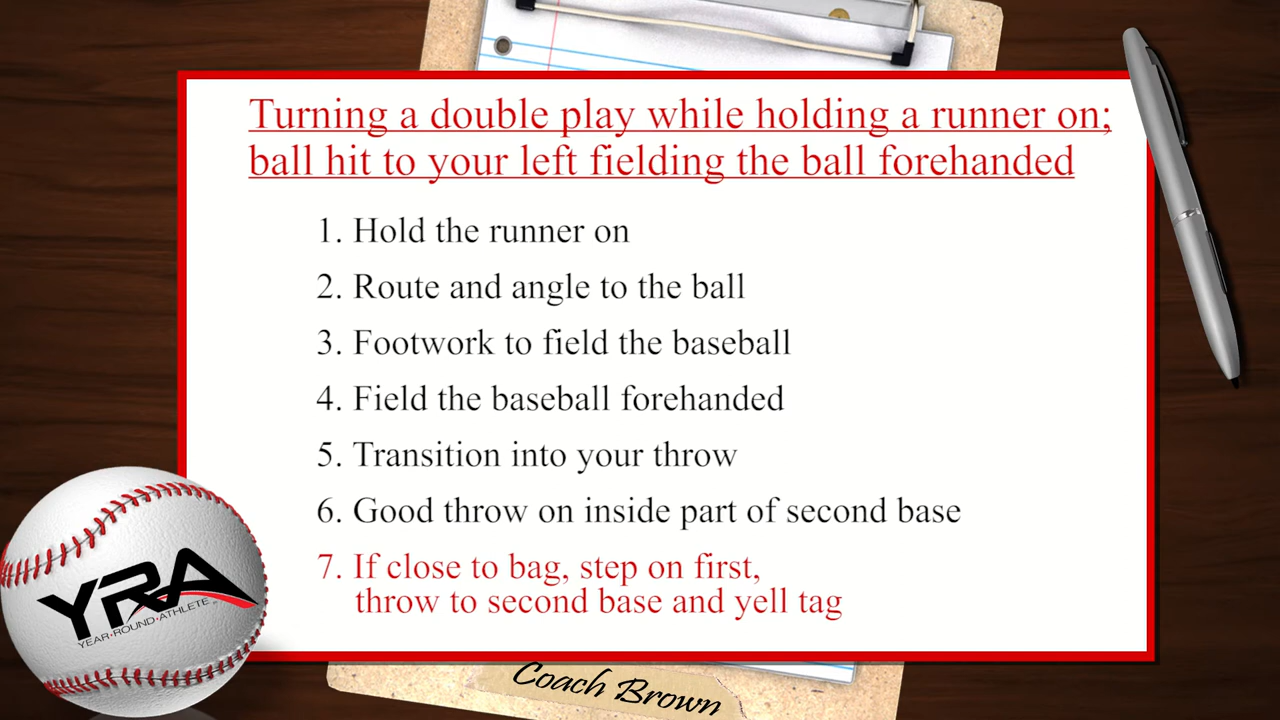 Turning a double play while holding a runner on;
ball hit to your left fielding the ball forehanded
1. Hold the runner on
2. Route and angle to the ball
3. Footwork to field the baseball
4. Field the baseball forehanded
5. Transition into your throw
6. Good throw on inside part of second base
7. If close to bag, step on first,
throw to second base and yell tag
YRA
YEAR•ROUND•ATHLETE
Coach Brown